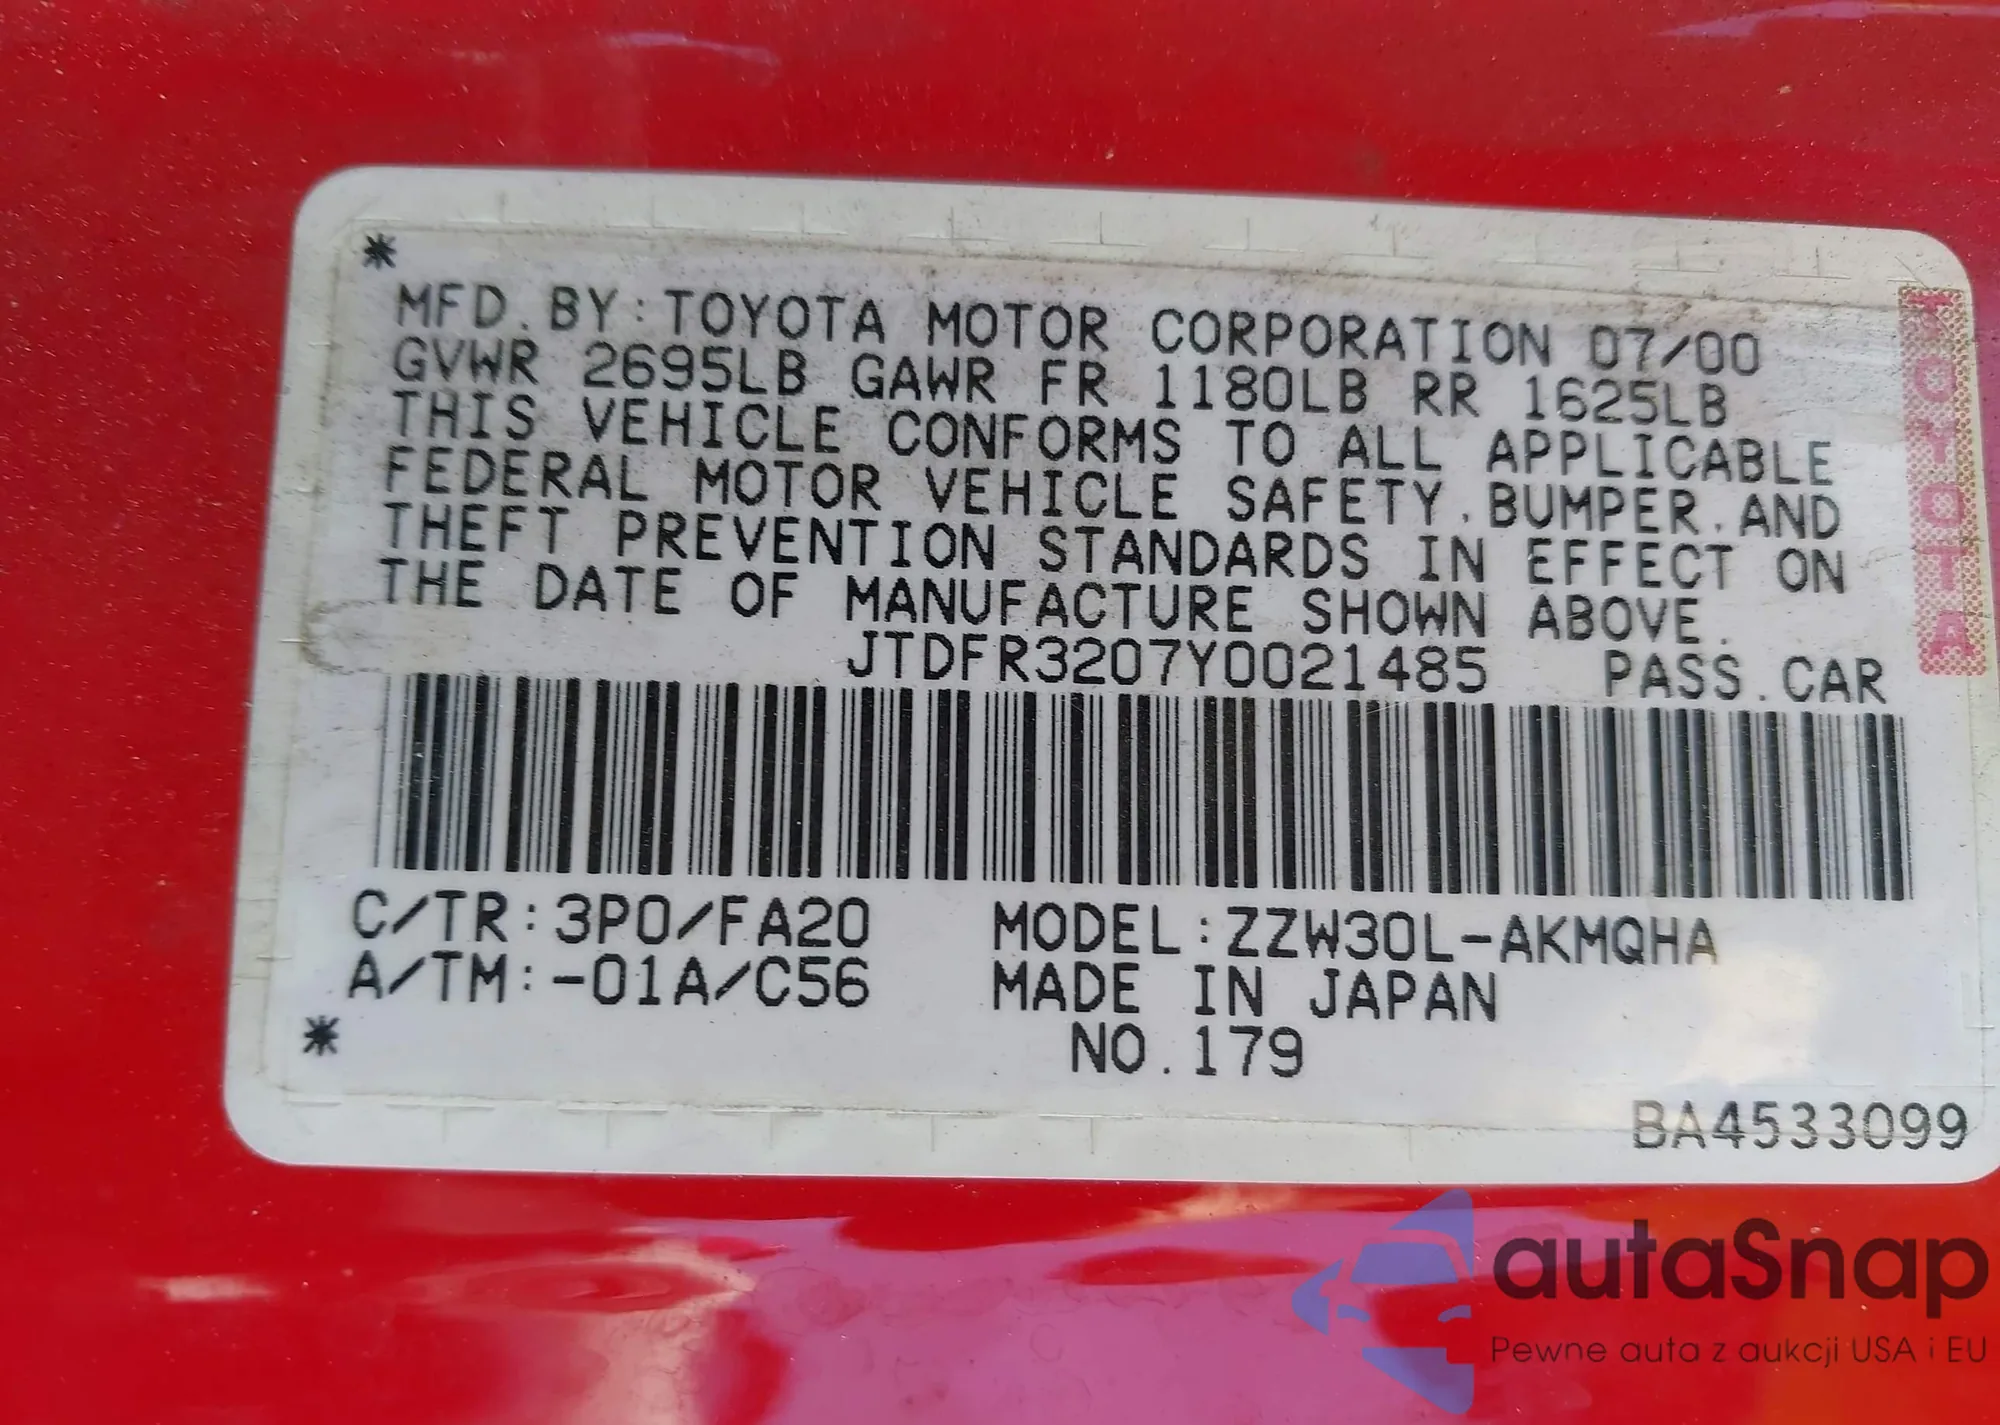 *
MFD.BY:TOYOTA MOTOR CORPORATION 07/00
GVWR 2695LB GAWR FR 1180LB RR 1625LB
THIS VEHICLE CONFORMS TO ALL APPLICABLE
FEDERAL MOTOR VEHICLE SAFETY.BUMPER.AND
THEFT PREVENTION STANDARDS IN EFFECT ON
THE DATE OF MANUFACTURE SHOWN ABOVE.
JTDFR3207Y0021485 PASS.CAR
C/TR:3P0/FA20 MODEL:ZZW30L-AKMQHA
A/TM:-01A/C56 MADE IN JAPAN
* NO.179
BA4533099
TOYOTA
autaSnap
Pewne auta z aukcji USA i EU